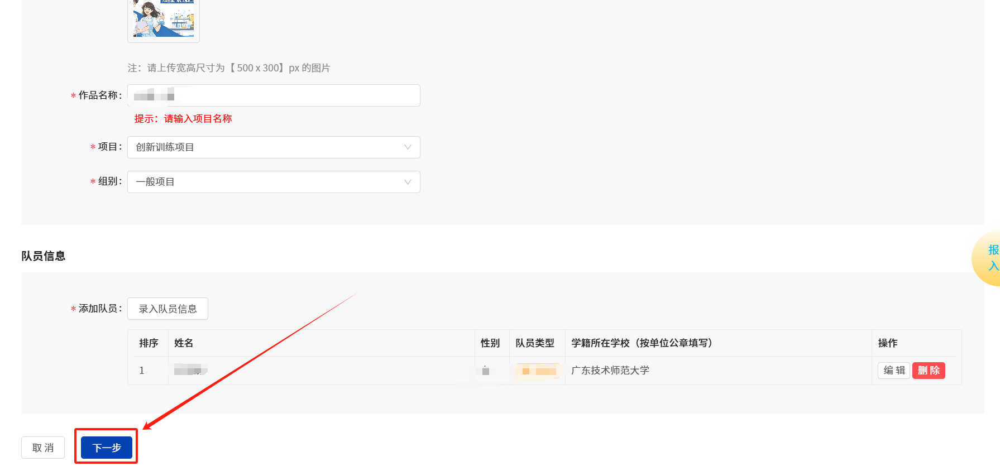 注：请上传宽高尺寸为【 500 x 300】px 的图片
* 作品名称：
提示：请输入项目名称
* 项目： 创新训练项目
* 组别： 一般项目
队员信息
报
入
* 添加队员： 录入队员信息
排序 姓名 性别 队员类型 学籍所在学校（按单位公章填写） 操作
1 广东技术师范大学 编 辑 删 除
取 消 下一步